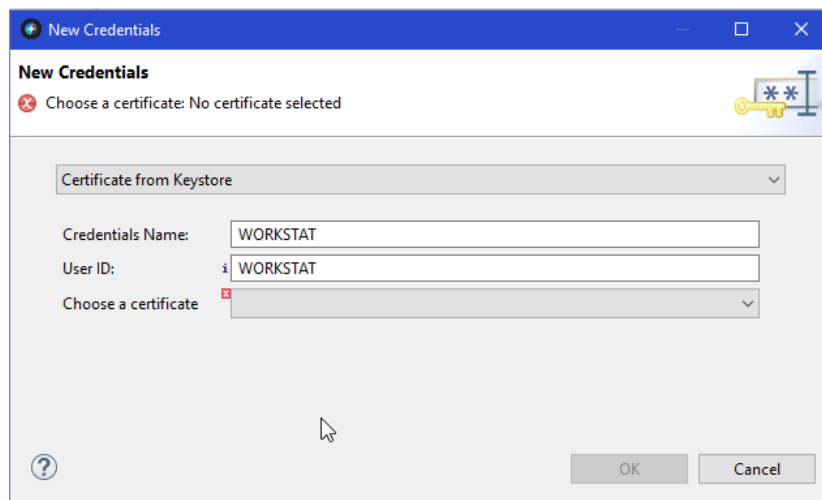 New Credentials
New Credentials
Choose a certificate: No certificate selected
**
Certificate from Keystore
Credentials Name: WORKSTAT
User ID: i WORKSTAT
Choose a certificate
? OK Cancel